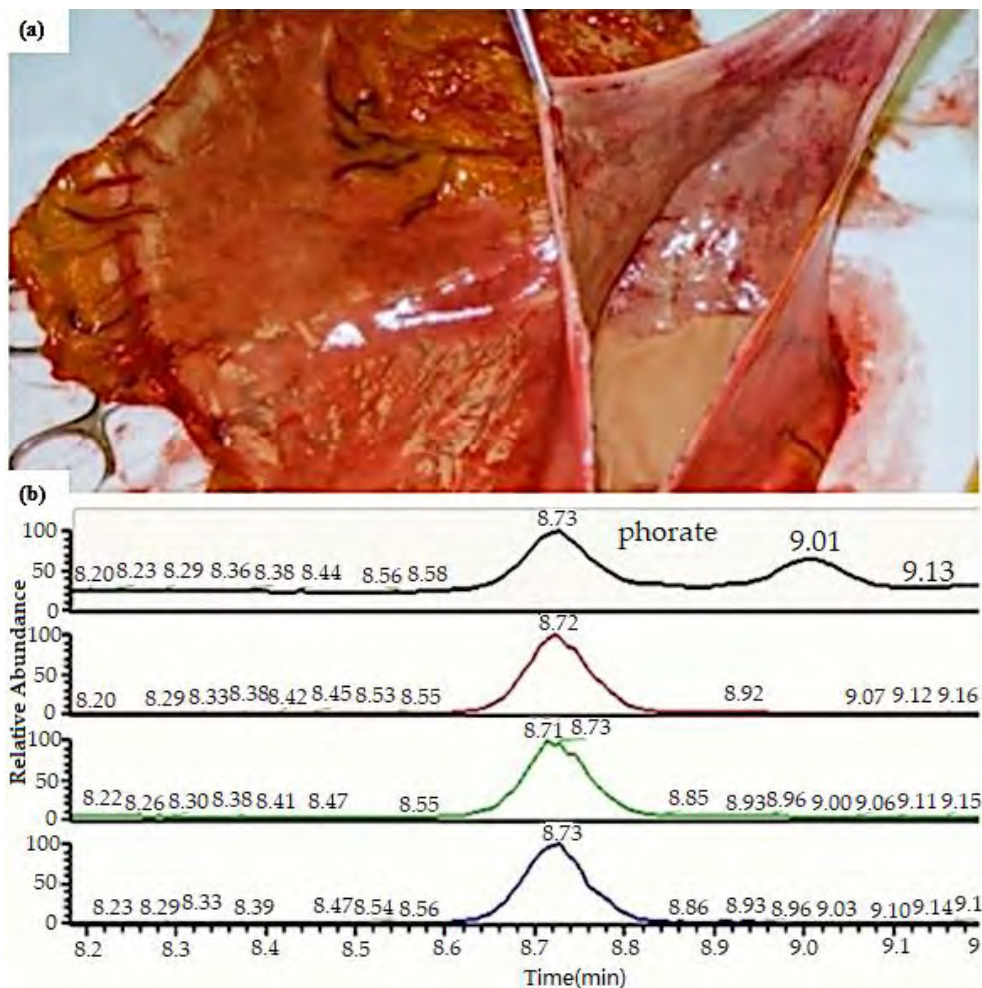 (a)
(b)
8.73 phorate 9.01
100 8.20 8.23 8.29 8.36 8.38 8.44 8.56 8.58 9.13
50
0
8.72
100
50 8.20 8.29 8.33 8.38 8.42 8.45 8.53 8.55 8.92 9.07 9.12 9.16
0
8.71 8.73
100
50 8.22 8.26 8.30 8.38 8.41 8.47 8.55 8.85 8.93 8.96 9.00 9.06 9.11 9.15
0
8.73
100
50 8.23 8.29 8.33 8.39 8.47 8.54 8.56 8.86 8.93 8.96 9.03 9.10 9.14 9.1
0
Relative Abundance
8.2 8.3 8.4 8.5 8.6 8.7 8.8 8.9 9.0 9.1 9
Time(min)